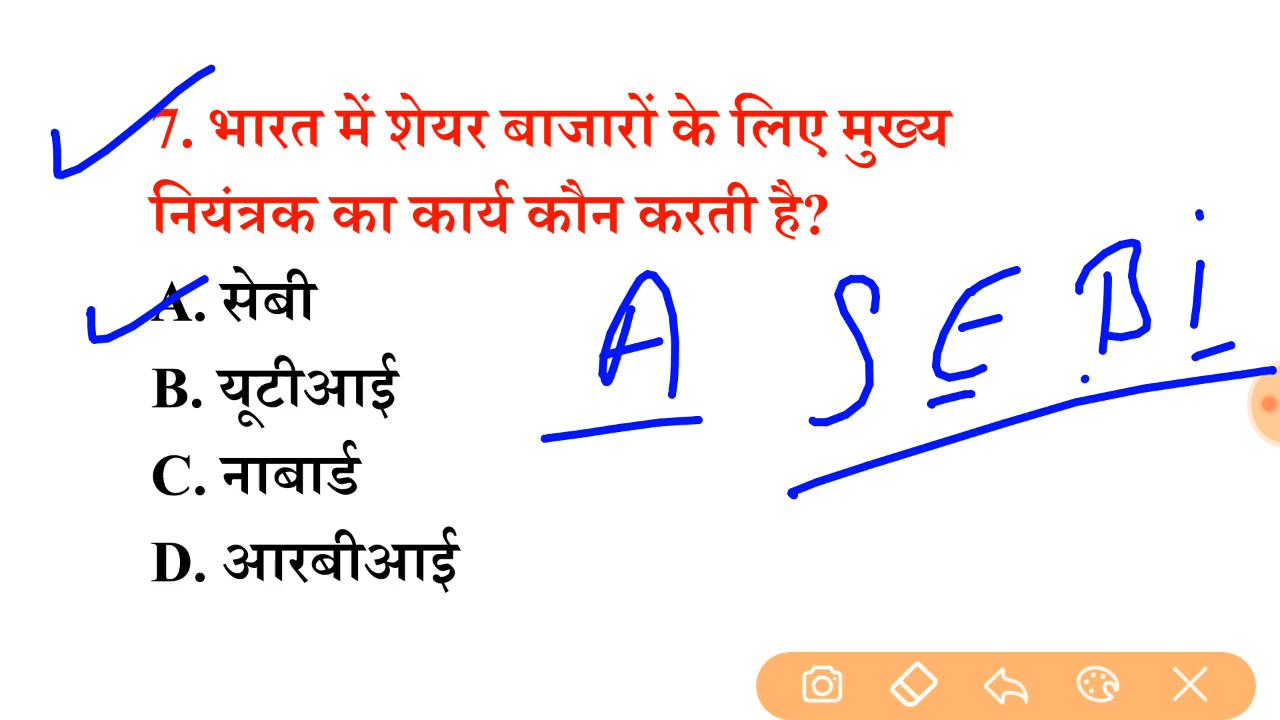 7. भारत में शेयर बाजारों के लिए मुख्य
नियंत्रक का कार्य कौन करती है?
A. सेबी
B. यूटीआई
C. नाबार्ड
D. आरबीआई
A SEBi